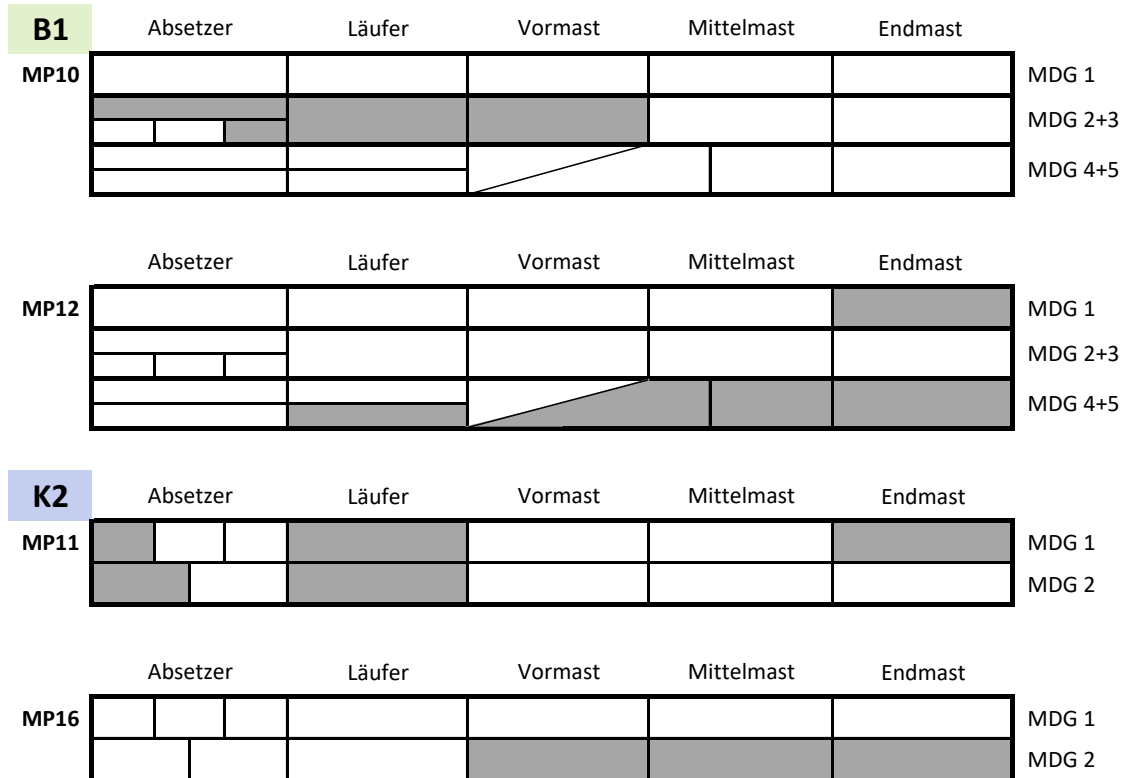 B1 Absetzer Läufer Vormast Mittelmast Endmast
MP10 MDG 1
MDG 2+3
MDG 4+5
Absetzer Läufer Vormast Mittelmast Endmast
MP12 MDG 1
MDG 2+3
MDG 4+5
K2 Absetzer Läufer Vormast Mittelmast Endmast
MP11 MDG 1
MDG 2
Absetzer Läufer Vormast Mittelmast Endmast
MP16 MDG 1
MDG 2